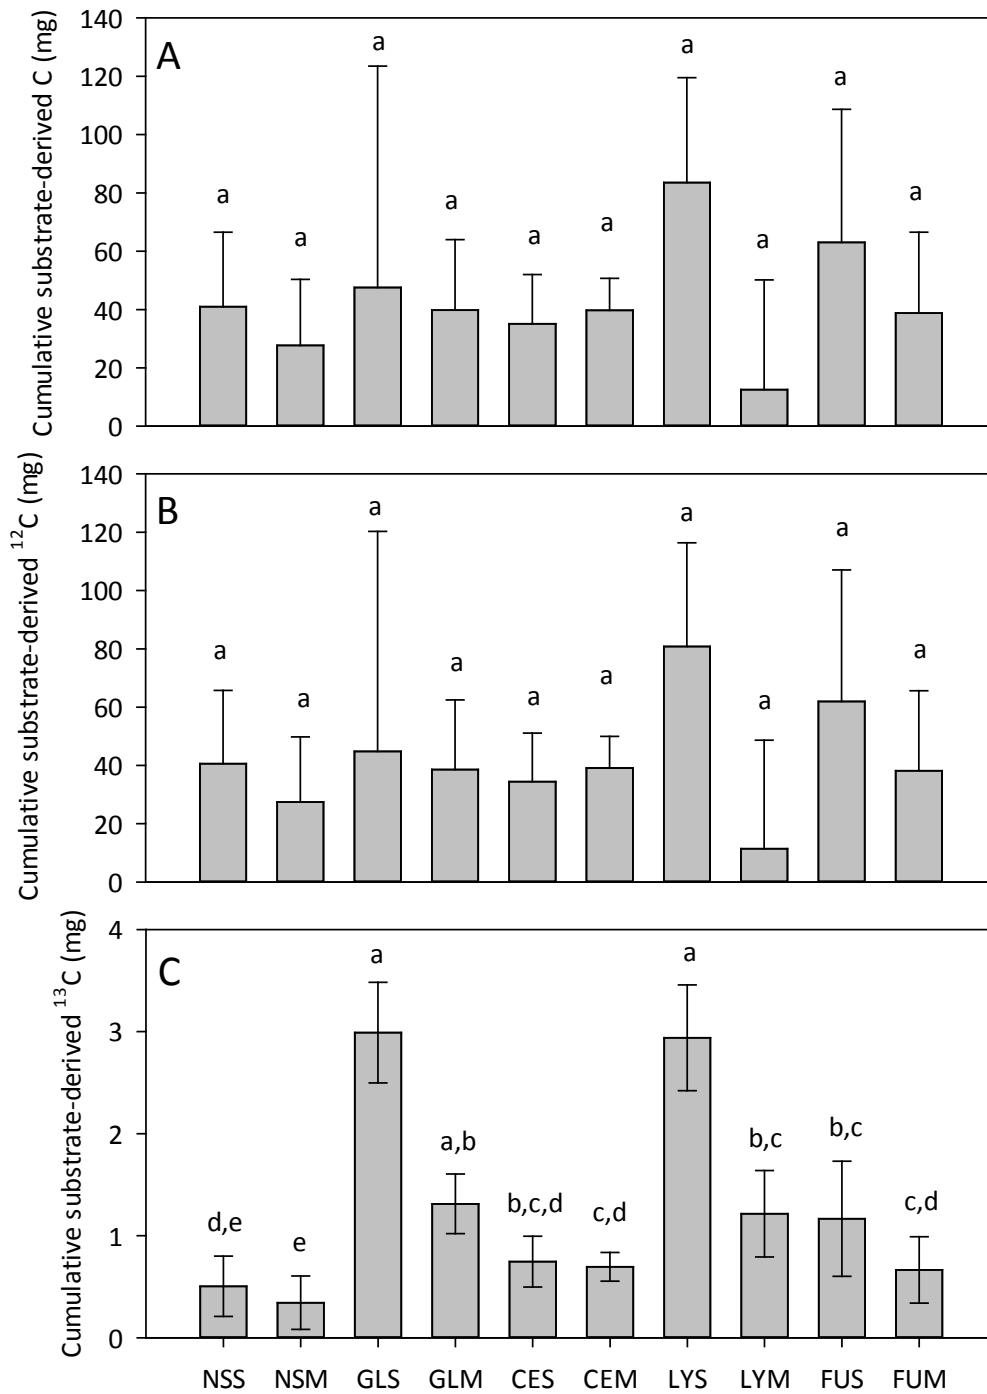 Cumulative substrate-derived C (mg)
140
120
100
80
60
40
20
0
A
a
a
a
a
a
a
a
a
a
a
Cumulative substrate-derived ¹²C (mg)
140
120
100
80
60
40
20
0
B
a
a
a
a
a
a
a
a
a
a
Cumulative substrate-derived ¹³C (mg)
4
3
2
1
0
C
d,e
e
a
a,b
b,c,d
c,d
a
b,c
b,c
c,d
NSS NSM GLS GLM CES CEM LYS LYM FUS FUM